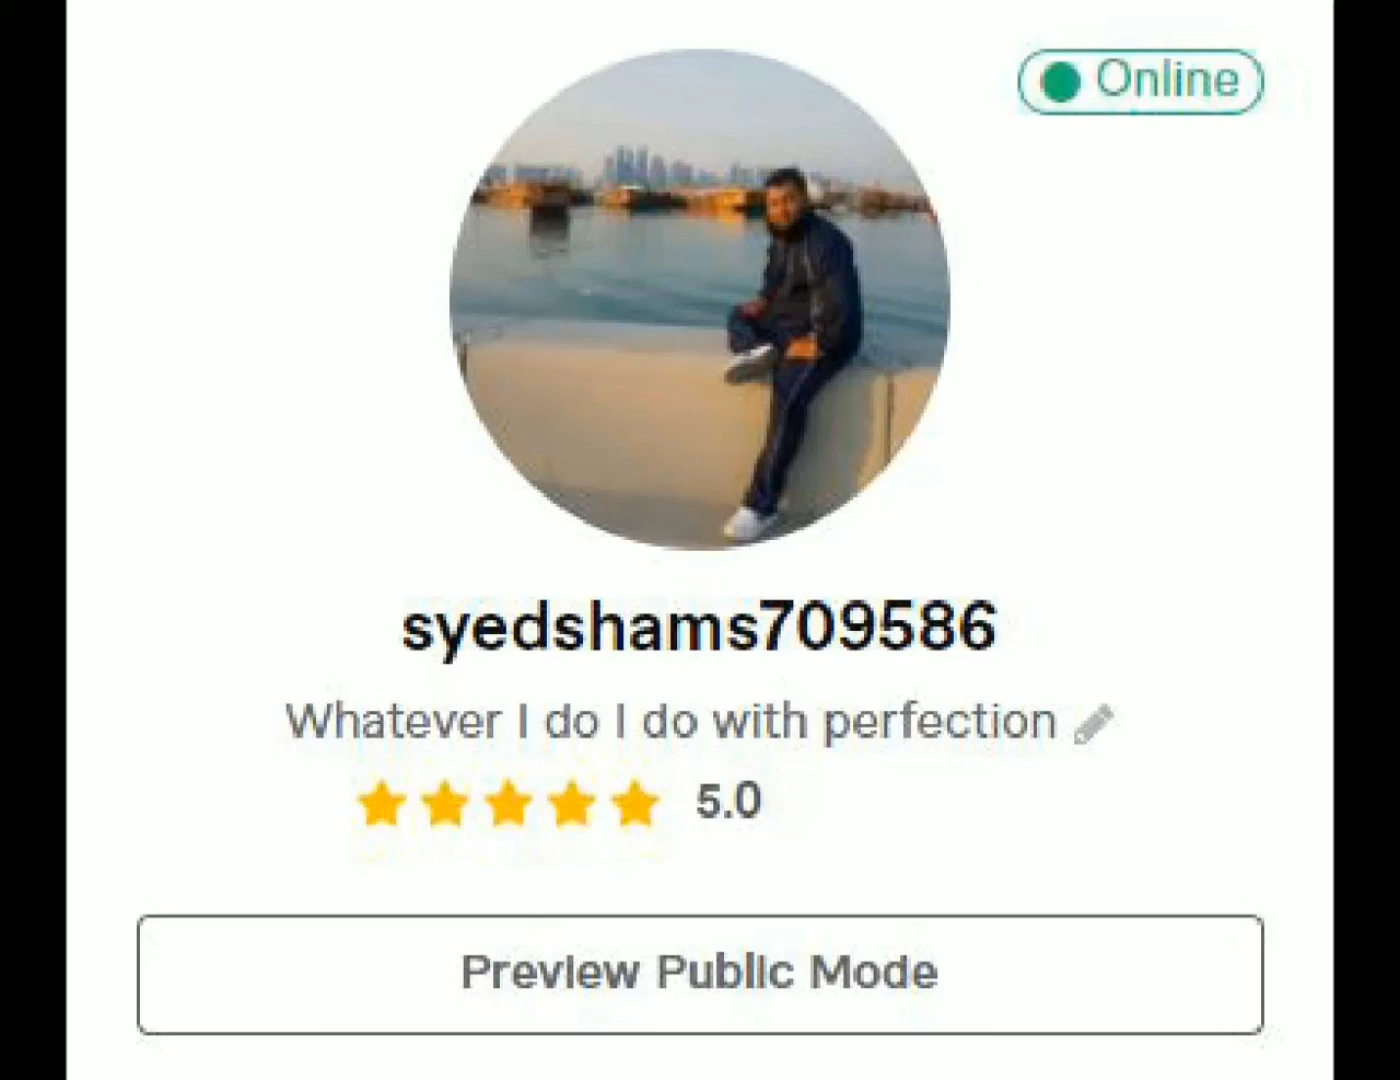 Online
syedshams709586
Whatever I do I do with perfection
5.0
Preview Public Mode